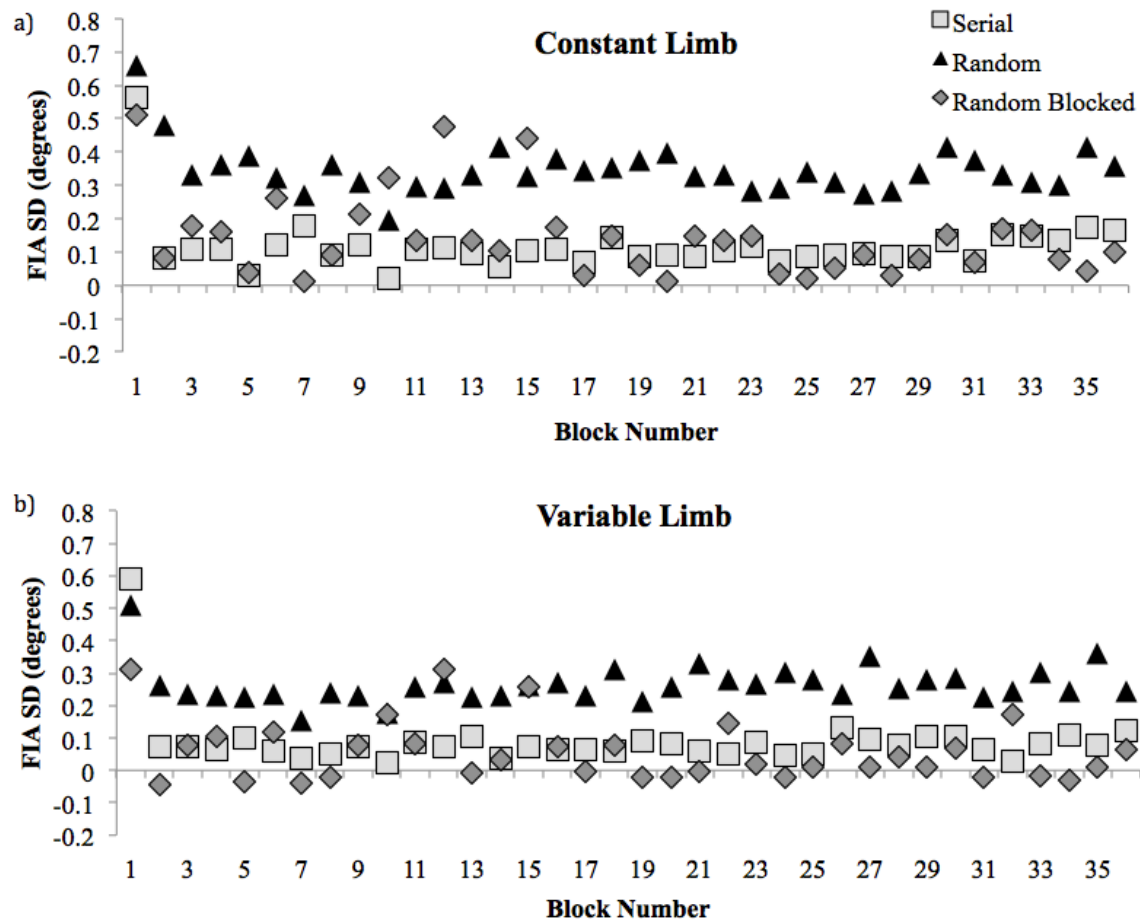 a)
Constant Limb
Serial
Random
Random Blocked
FIA SD (degrees)
0.8
0.7
0.6
0.5
0.4
0.3
0.2
0.1
0
-0.1
-0.2
1 3 5 7 9 11 13 15 17 19 21 23 25 27 29 31 33 35
Block Number
b)
Variable Limb
FIA SD (degrees)
0.8
0.7
0.6
0.5
0.4
0.3
0.2
0.1
0
-0.1
-0.2
1 3 5 7 9 11 13 15 17 19 21 23 25 27 29 31 33 35
Block Number